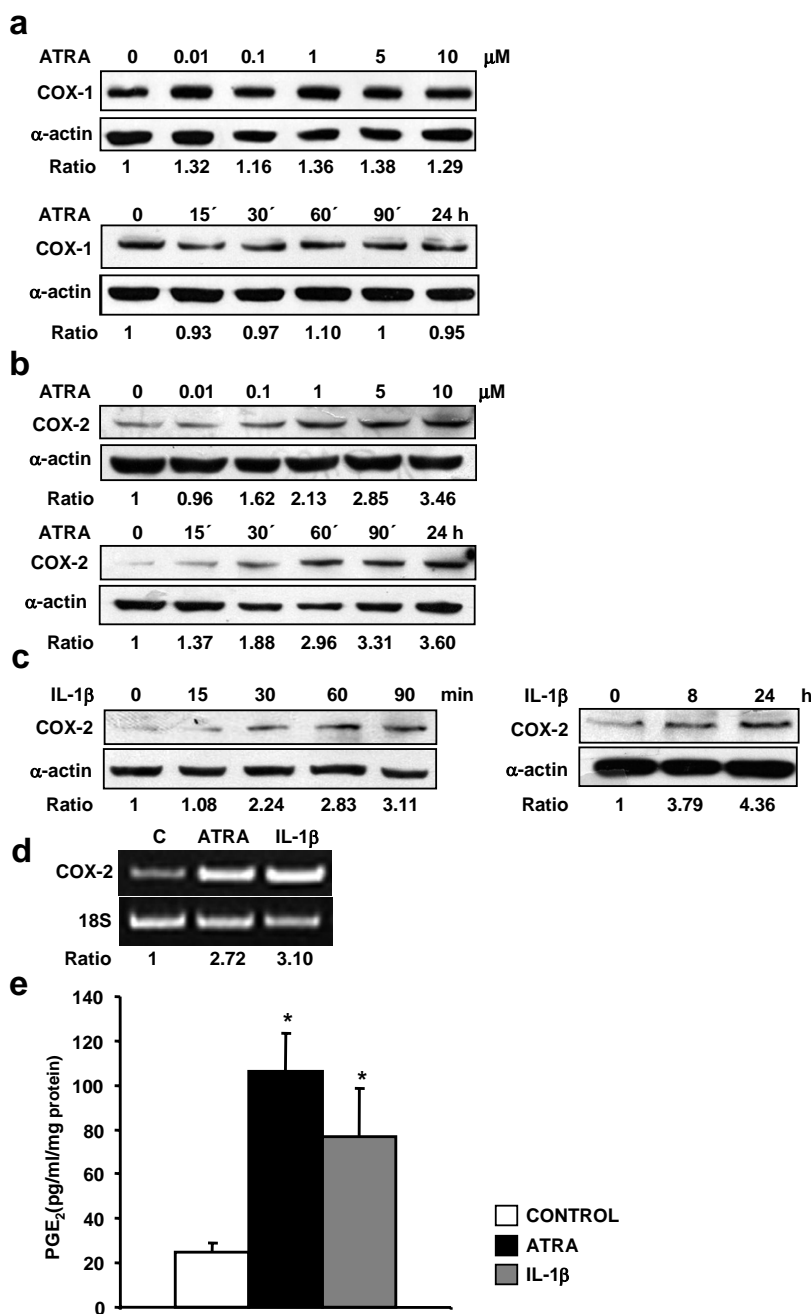 a
ATRA 0 0.01 0.1 1 5 10 μM
COX-1
α-actin
Ratio 1 1.32 1.16 1.36 1.38 1.29
ATRA 0 15´ 30´ 60´ 90´ 24 h
COX-1
α-actin
Ratio 1 0.93 0.97 1.10 1 0.95
b
ATRA 0 0.01 0.1 1 5 10 μM
COX-2
α-actin
Ratio 1 0.96 1.62 2.13 2.85 3.46
ATRA 0 15´ 30´ 60´ 90´ 24 h
COX-2
α-actin
Ratio 1 1.37 1.88 2.96 3.31 3.60
c
IL-1β 0 15 30 60 90 min
COX-2
α-actin
Ratio 1 1.08 2.24 2.83 3.11
IL-1β 0 8 24 h
COX-2
α-actin
Ratio 1 3.79 4.36
d
C ATRA IL-1β
COX-2
18S
Ratio 1 2.72 3.10
e
PGE₂(pg/ml/mg protein)
140
120
100
80
60
40
20
0
* *
CONTROL
ATRA
IL-1β